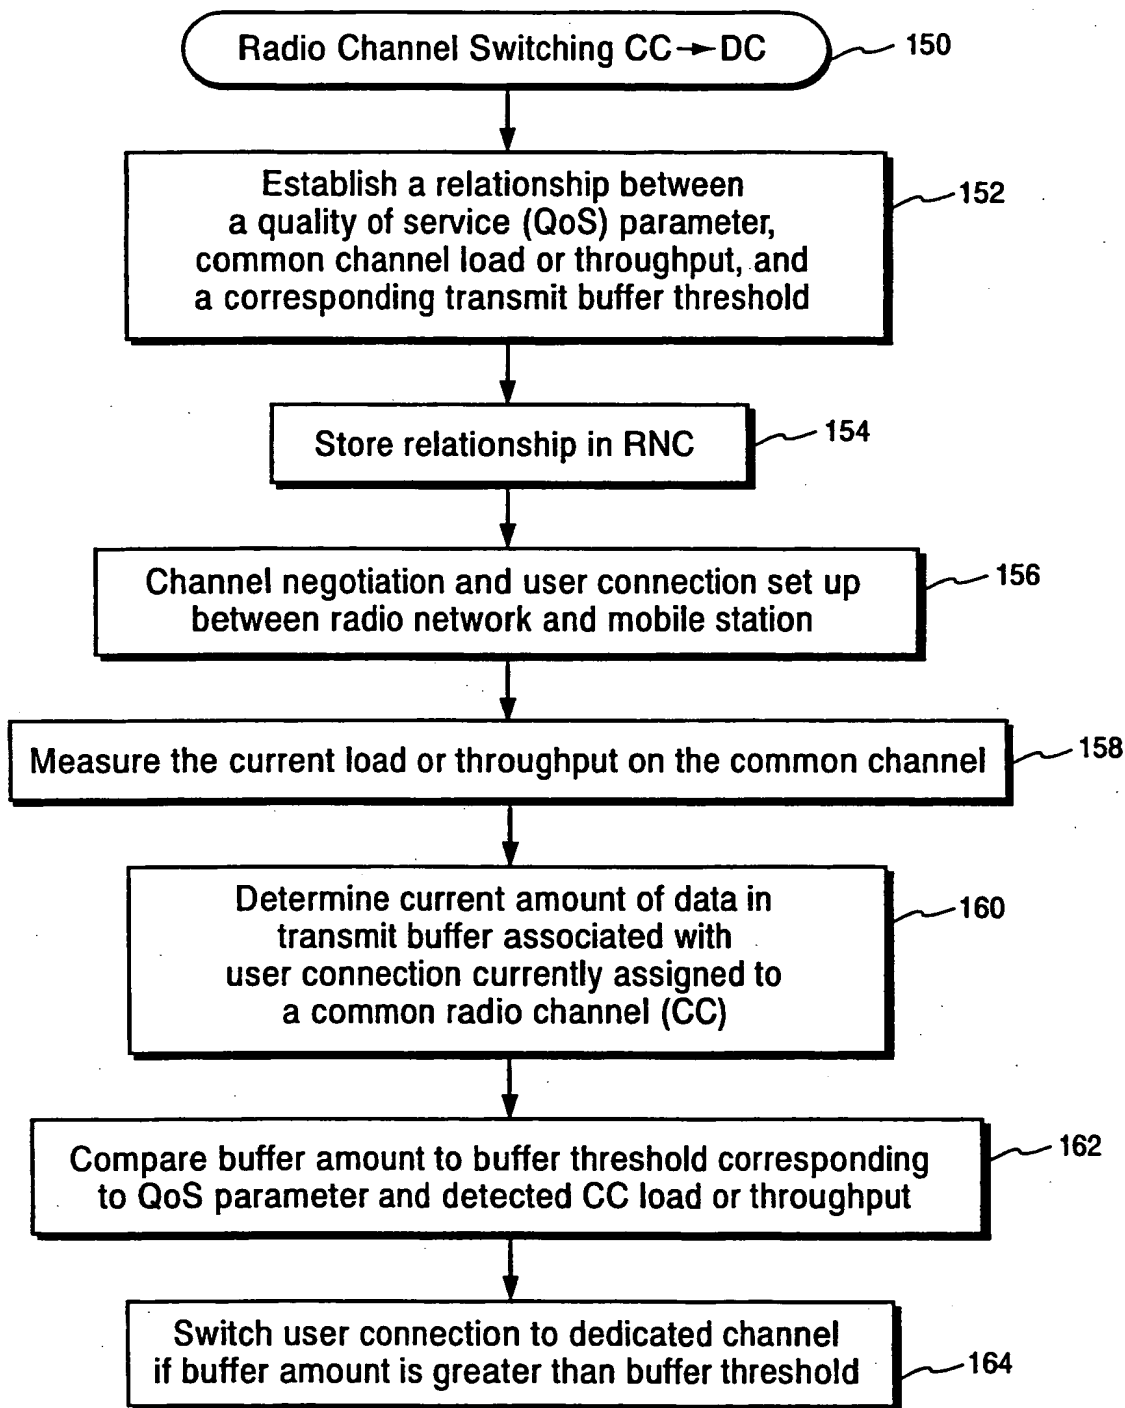 Radio Channel Switching CC→DC
150
Establish a relationship between
a quality of service (QoS) parameter,
common channel load or throughput, and
a corresponding transmit buffer threshold
152
Store relationship in RNC
154
Channel negotiation and user connection set up
between radio network and mobile station
156
Measure the current load or throughput on the common channel
158
Determine current amount of data in
transmit buffer associated with
user connection currently assigned to
a common radio channel (CC)
160
Compare buffer amount to buffer threshold corresponding
to QoS parameter and detected CC load or throughput
162
Switch user connection to dedicated channel
if buffer amount is greater than buffer threshold
164